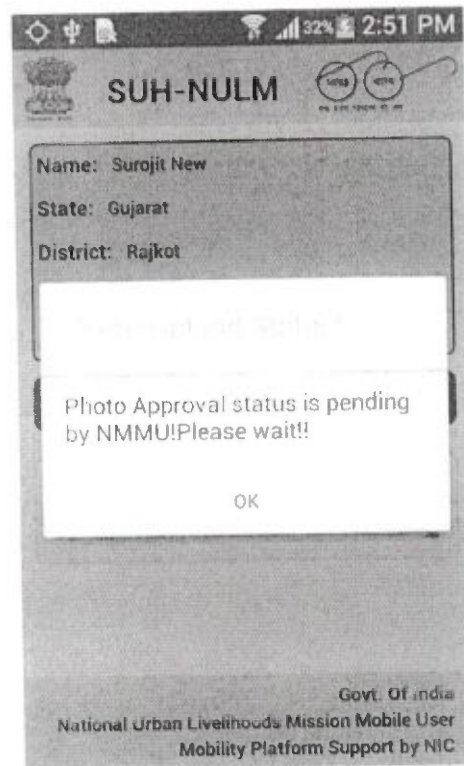 32% 2:51 PM
SUH-NULM
Name: Surojit New
State: Gujarat
District: Rajkot
Photo Approval status is pending
by NMMU!Please wait!!
OK
Govt. Of india
National Urban Livelihoods Mission Mobile User
Mobility Platform Support by NIC